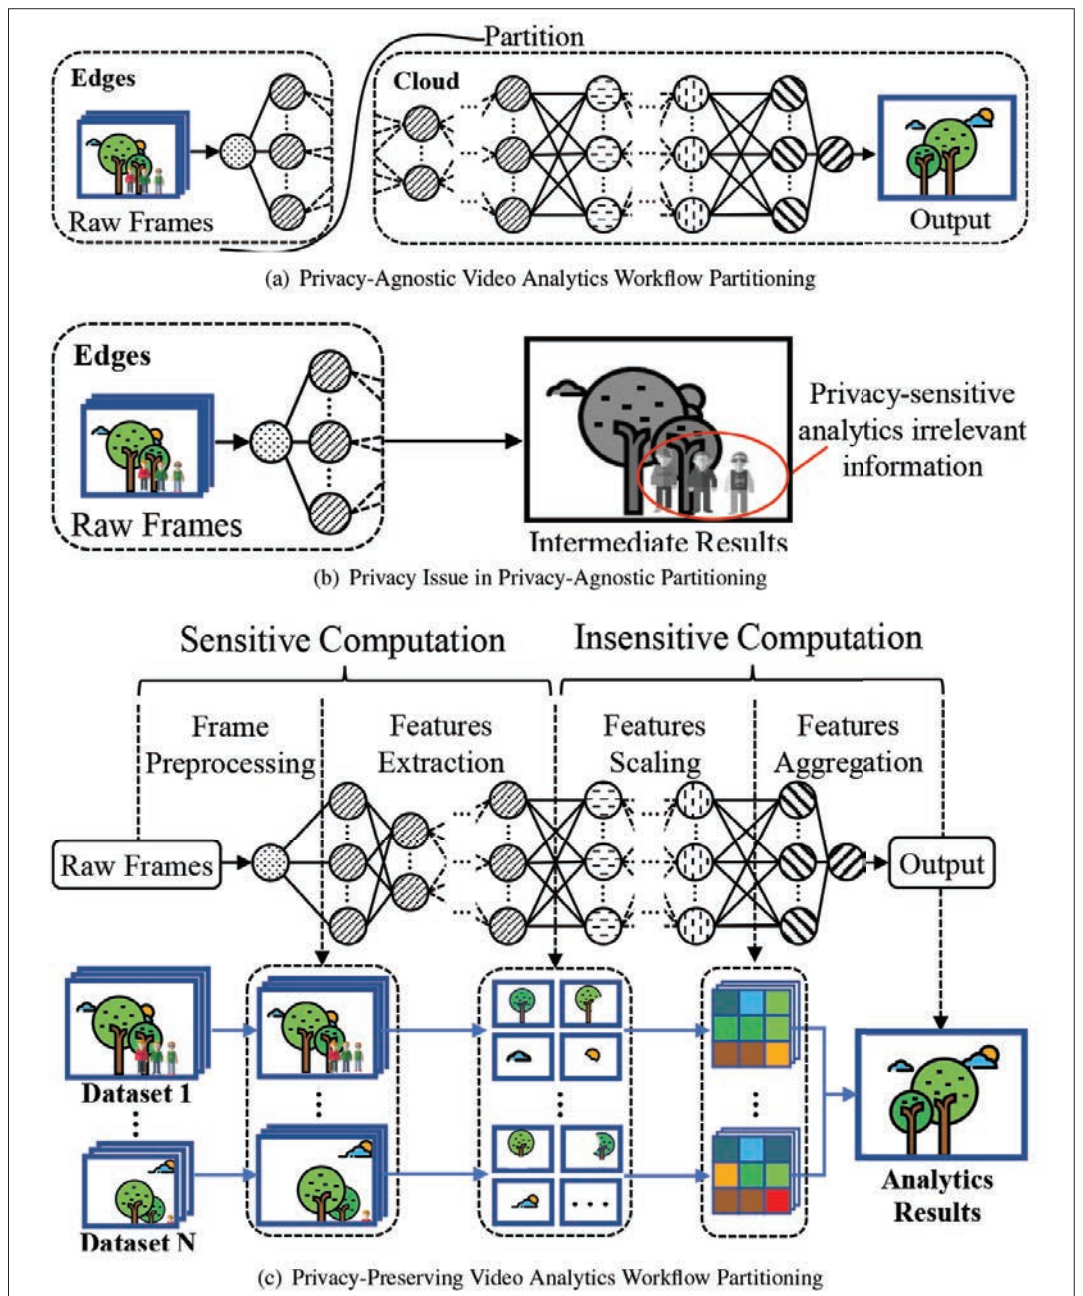 Partition
Edges
Cloud
Raw Frames
Output
(a) Privacy-Agnostic Video Analytics Workflow Partitioning
Edges
Privacy-sensitive
analytics irrelevant
information
Raw Frames
Intermediate Results
(b) Privacy Issue in Privacy-Agnostic Partitioning
Sensitive Computation
Insensitive Computation
Frame
Preprocessing
Features
Extraction
Features
Scaling
Features
Aggregation
Raw Frames
Output
Dataset 1
Dataset N
Analytics
Results
(c) Privacy-Preserving Video Analytics Workflow Partitioning